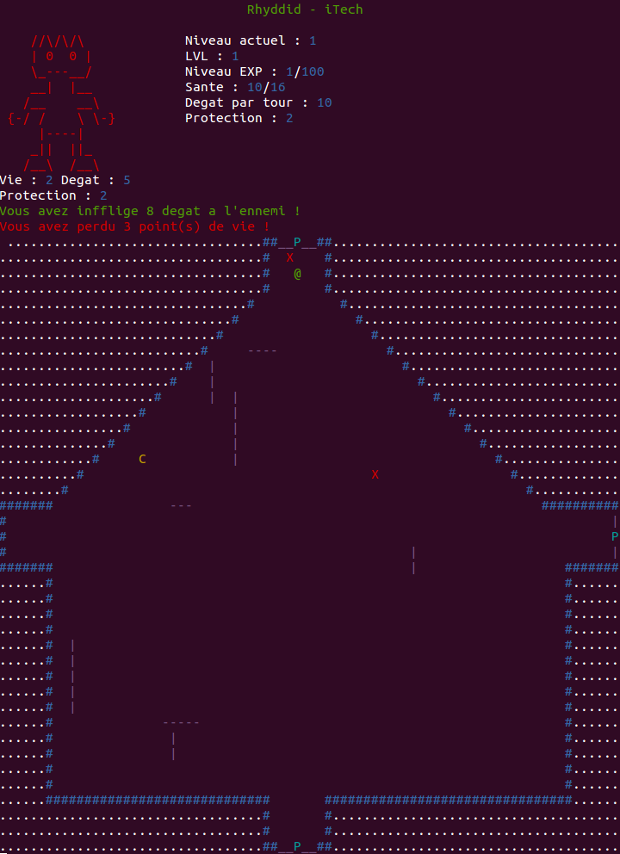 Rhyddid - iTech
Niveau actuel : 1
LVL : 1
Niveau EXP : 1/100
Sante : 10/16
Degat par tour : 10
Protection : 2
Vie : 2 Degat : 5
Protection : 2
Vous avez inflige 8 degat a l'ennemi !
Vous avez perdu 3 point(s) de vie !
P
X
@
C
X
P
P